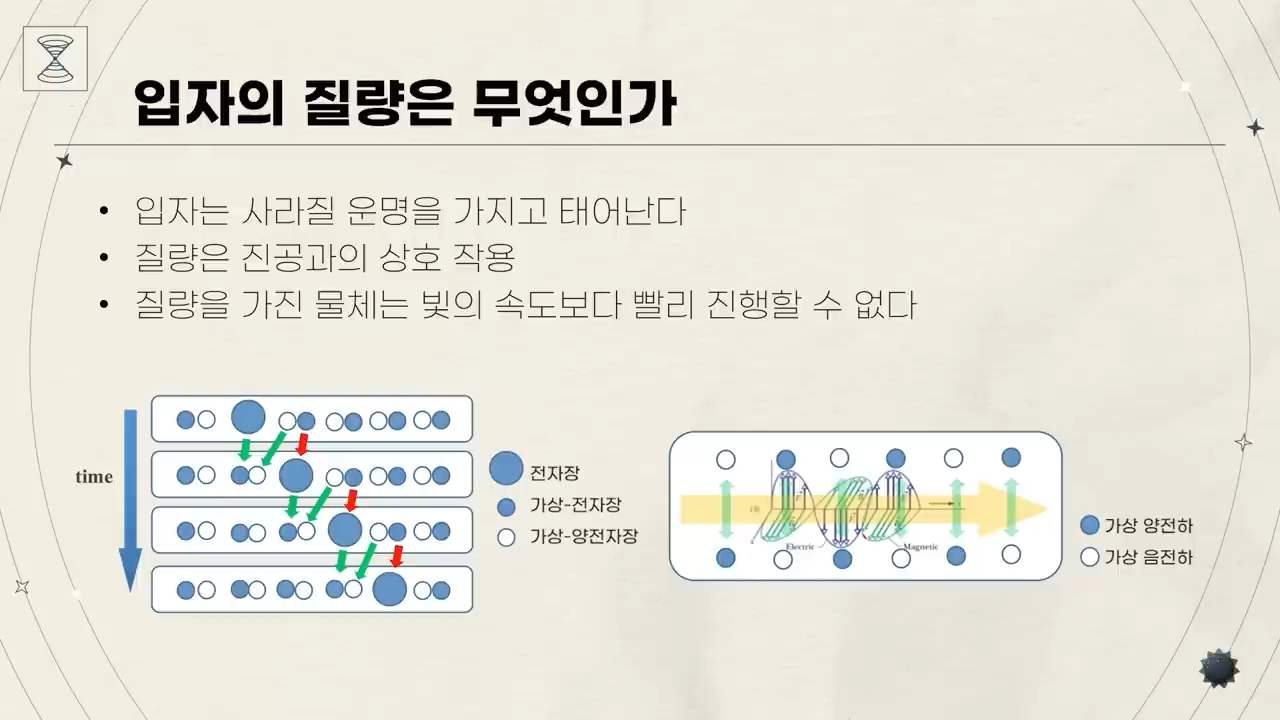 입자의 질량은 무엇인가
• 입자는 사라질 운명을 가지고 태어난다
• 질량은 진공과의 상호 작용
• 질량을 가진 물체는 빛의 속도보다 빨리 진행할 수 없다
time
전자장
가상-전자장
가상-양전자장
Electric
Magnetic
가상 양전하
가상 음전하